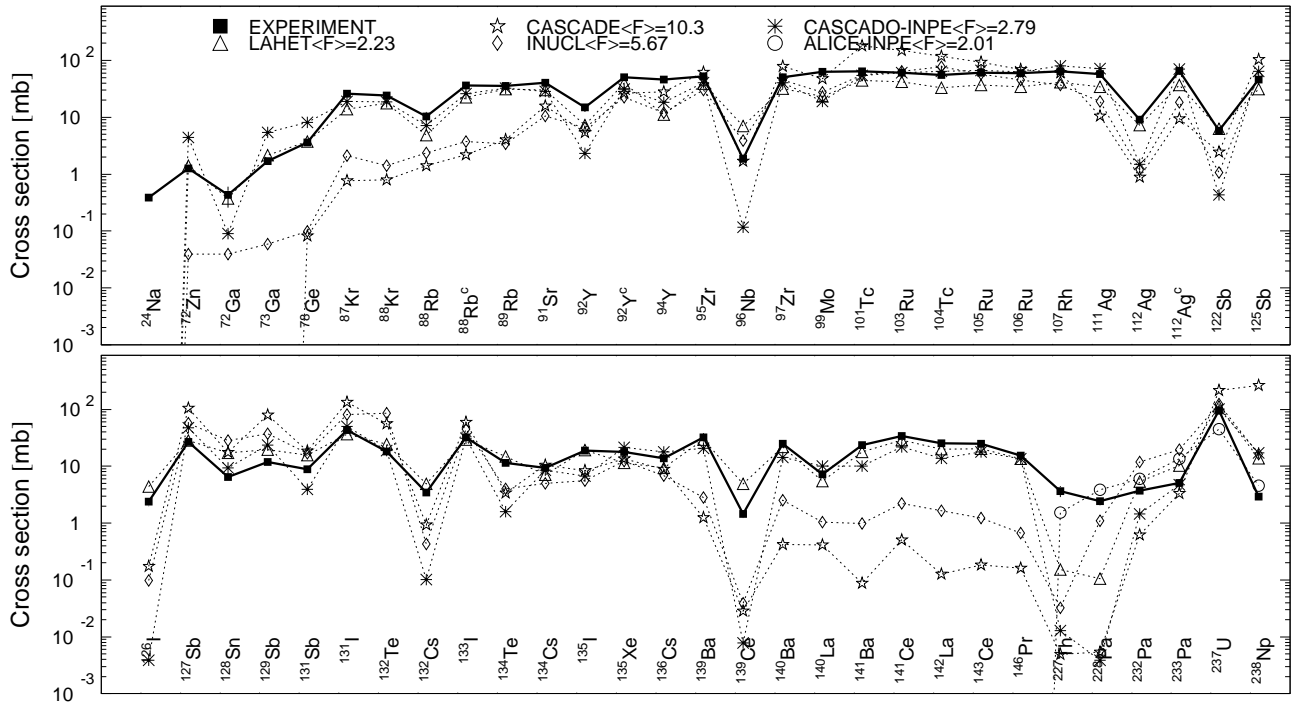 EXPERIMENT CASCADE<F>=10.3 CASCADO-INPE<F>=2.79
LAHET<F>=2.23 INUCL<F>=5.67 ALICE-INPE<F>=2.01
Cross section [mb]
10²
10
1
10⁻¹
10⁻²
10⁻³
²⁴Na ⁷²Zn ⁷²Ga ⁷³Ga ⁷⁸Ge ⁸⁷Kr ⁸⁸Kr ⁸⁸Rb ⁸⁸Rbᶜ ⁸⁹Rb ⁹¹Sr ⁹²Y ⁹²Yᶜ ⁹⁴Y ⁹⁵Zr ⁹⁶Nb ⁹⁷Zr ⁹⁹Mo ¹⁰¹Tc ¹⁰³Ru ¹⁰⁴Tc ¹⁰⁵Ru ¹⁰⁶Ru ¹⁰⁷Rh ¹¹¹Ag ¹¹²Ag ¹¹²Agᶜ ¹²²Sb ¹²⁵Sb
Cross section [mb]
10²
10
1
10⁻¹
10⁻²
10⁻³
¹²⁶I ¹²⁷Sb ¹²⁸Sn ¹²⁹Sb ¹³¹Sb ¹³¹I ¹³²Te ¹³²Cs ¹³³I ¹³⁴Te ¹³⁴Cs ¹³⁵I ¹³⁵Xe ¹³⁶Cs ¹³⁹Ba ¹³⁹Ce ¹⁴⁰Ba ¹⁴⁰La ¹⁴¹Ba ¹⁴¹Ce ¹⁴²La ¹⁴³Ce ¹⁴⁶Pr ²²⁷Th ²²⁸Pa ²³²Pa ²³³Pa ²³⁷U ²³⁸Np